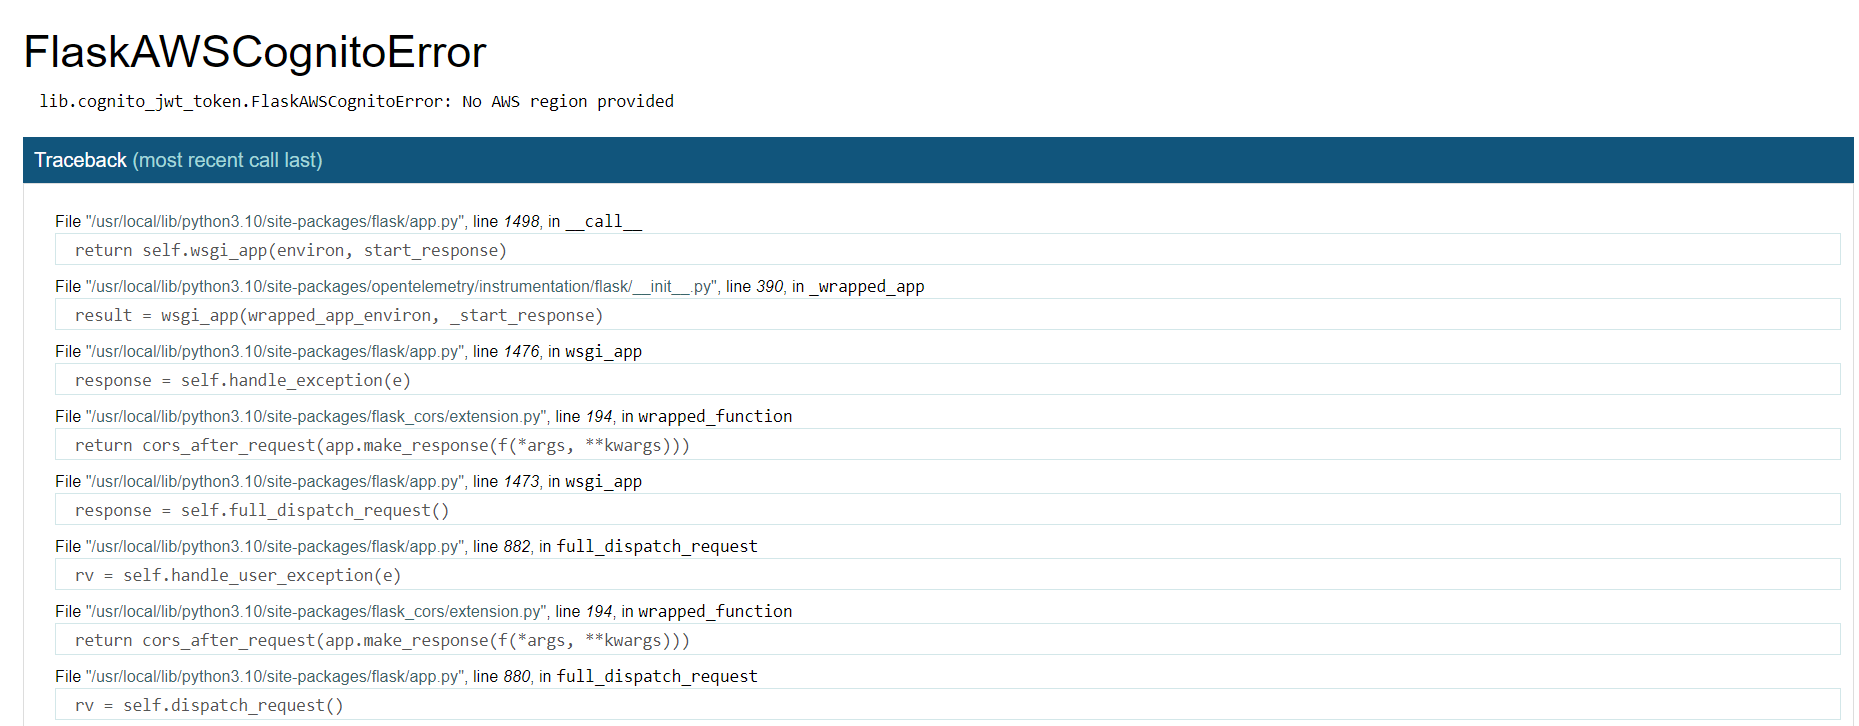 FlaskAWSCognitoError
lib.cognito_jwt_token.FlaskAWSCognitoError: No AWS region provided
Traceback (most recent call last)
File "/usr/local/lib/python3.10/site-packages/flask/app.py", line 1498, in __call__
return self.wsgi_app(environ, start_response)
File "/usr/local/lib/python3.10/site-packages/opentelemetry/instrumentation/flask/__init__.py", line 390, in _wrapped_app
result = wsgi_app(wrapped_app_environ, _start_response)
File "/usr/local/lib/python3.10/site-packages/flask/app.py", line 1476, in wsgi_app
response = self.handle_exception(e)
File "/usr/local/lib/python3.10/site-packages/flask_cors/extension.py", line 194, in wrapped_function
return cors_after_request(app.make_response(f(*args, **kwargs)))
File "/usr/local/lib/python3.10/site-packages/flask/app.py", line 1473, in wsgi_app
response = self.full_dispatch_request()
File "/usr/local/lib/python3.10/site-packages/flask/app.py", line 882, in full_dispatch_request
rv = self.handle_user_exception(e)
File "/usr/local/lib/python3.10/site-packages/flask_cors/extension.py", line 194, in wrapped_function
return cors_after_request(app.make_response(f(*args, **kwargs)))
File "/usr/local/lib/python3.10/site-packages/flask/app.py", line 880, in full_dispatch_request
rv = self.dispatch_request()